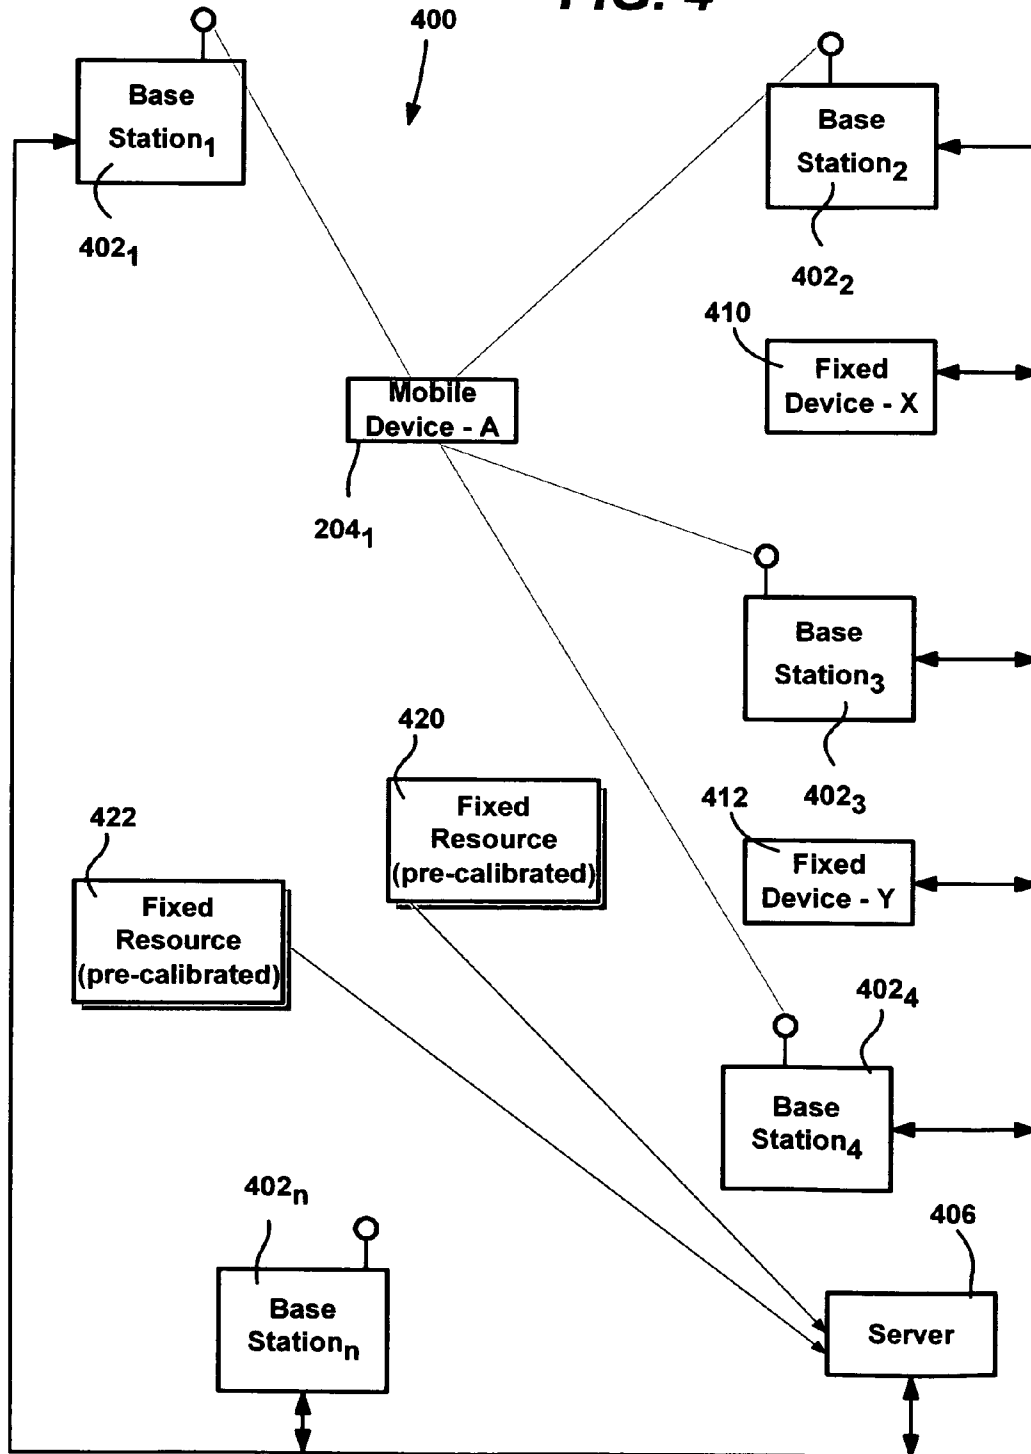 FIG. 4
400
Base
Station1
4021
Base
Station2
4022
410
Fixed
Device - X
Mobile
Device - A
2041
Base
Station3
4023
420
Fixed
Resource
(pre-calibrated)
412
Fixed
Device - Y
422
Fixed
Resource
(pre-calibrated)
4024
Base
Station4
402n
Base
Stationn
406
Server